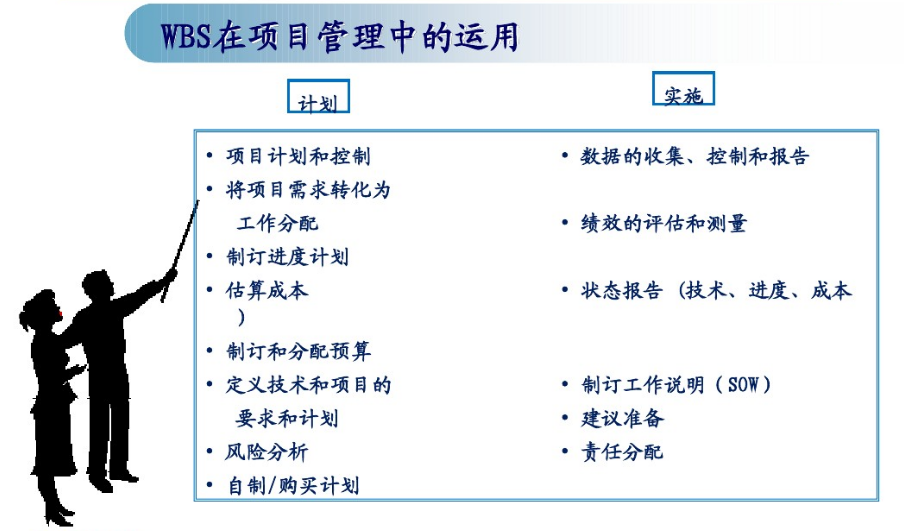 WBS在项目管理中的运用
计划
实施
• 项目计划和控制
• 将项目需求转化为
工作分配
• 制订进度计划
• 估算成本
)
• 制订和分配预算
• 定义技术和项目的
要求和计划
• 风险分析
• 自制/购买计划
• 数据的收集、控制和报告
• 绩效的评估和测量
• 状态报告 (技术、进度、成本
• 制订工作说明（SOW）
• 建议准备
• 责任分配